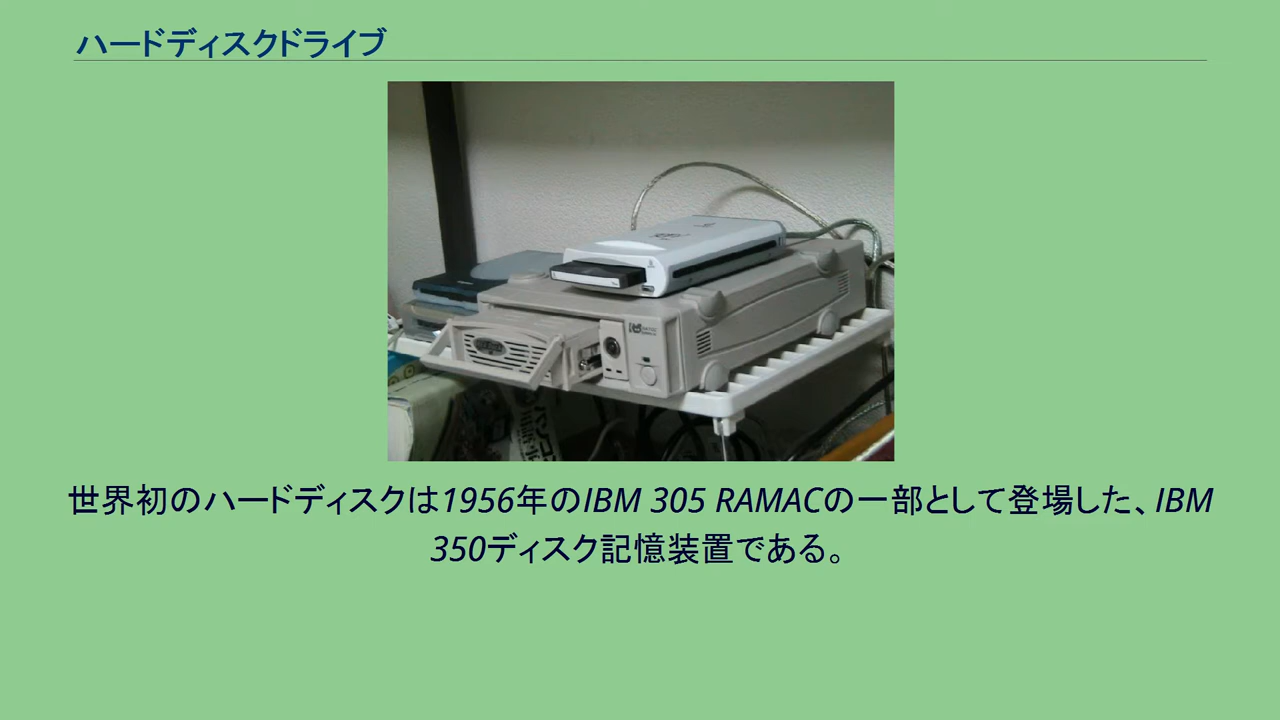 ハードディスクドライブ
世界初のハードディスクは1956年のIBM 305 RAMACの一部として登場した、IBM
350ディスク記憶装置である。